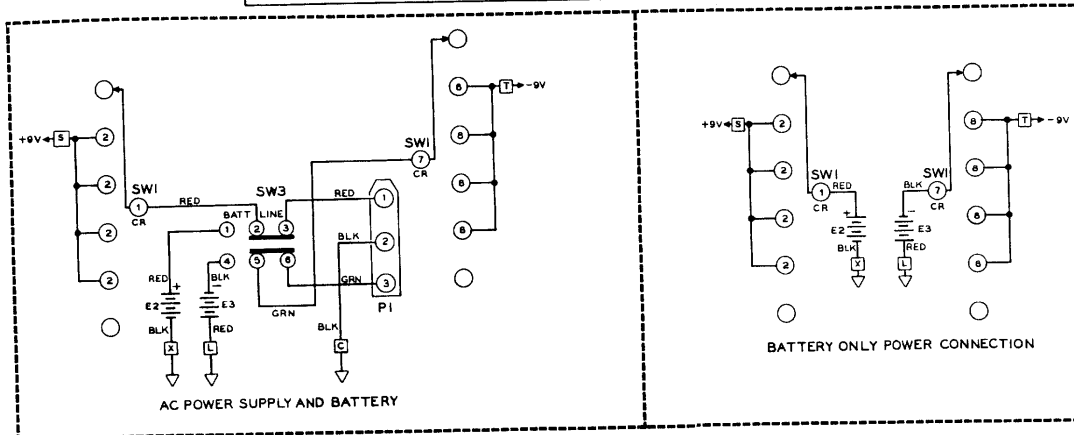 6
T
-9V
8
6
8
SW1
7
CR
+9V
S
2
2
2
2
SW1
1
CR
RED
SW3
BATT
LINE
1
2
3
4
5
6
RED
1
BLK
2
GRN
3
P1
RED
+
E2
BLK
X
BLK
-
E3
RED
L
GRN
BLK
C
AC POWER SUPPLY AND BATTERY
+9V
S
2
2
2
2
SW1
1
CR
RED
+
E2
BLK
X
SW1
7
CR
BLK
-
E3
RED
L
8
8
6
6
T
-9V
BATTERY ONLY POWER CONNECTION